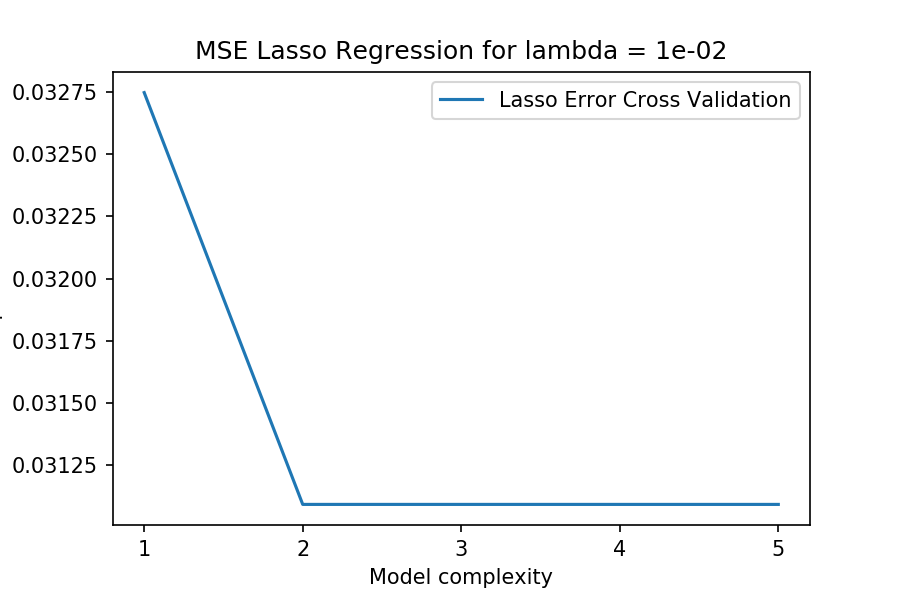 MSE Lasso Regression for lambda = 1e-02
Lasso Error Cross Validation
0.03275
0.03250
0.03225
0.03200
0.03175
0.03150
0.03125
1 2 3 4 5
Model complexity